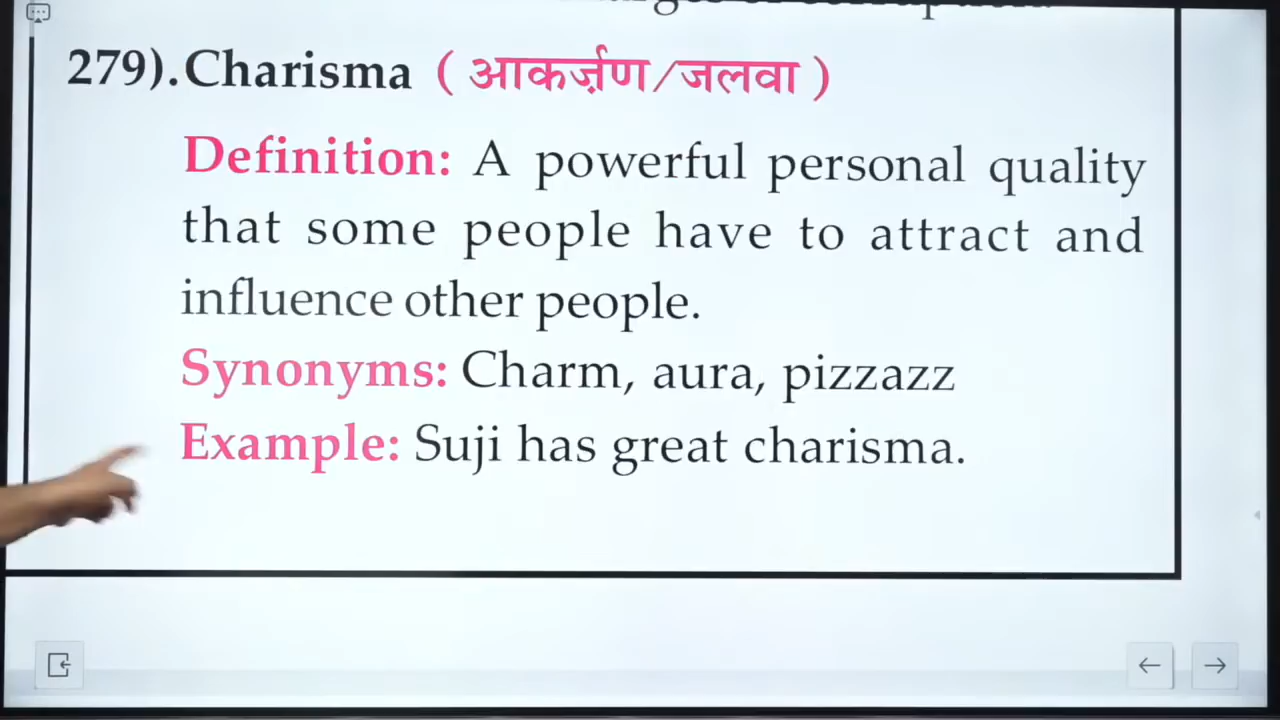 279). Charisma ( आकर्ज़ण/जलवा )
Definition: A powerful personal quality
that some people have to attract and
influence other people.
Synonyms: Charm, aura, pizzazz
Example: Suji has great charisma.